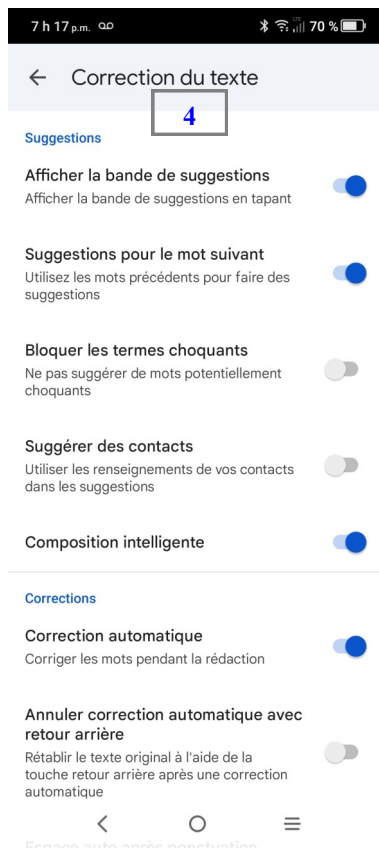 7 h 17 p.m. 70 %
Correction du texte
4
Suggestions
Afficher la bande de suggestions
Afficher la bande de suggestions en tapant
Suggestions pour le mot suivant
Utilisez les mots précédents pour faire des
suggestions
Bloquer les termes choquants
Ne pas suggérer de mots potentiellement
choquants
Suggérer des contacts
Utiliser les renseignements de vos contacts
dans les suggestions
Composition intelligente
Corrections
Correction automatique
Corriger les mots pendant la rédaction
Annuler correction automatique avec
retour arrière
Rétablir le texte original à l'aide de la
touche retour arrière après une correction
automatique
Espace auto après ponctuation